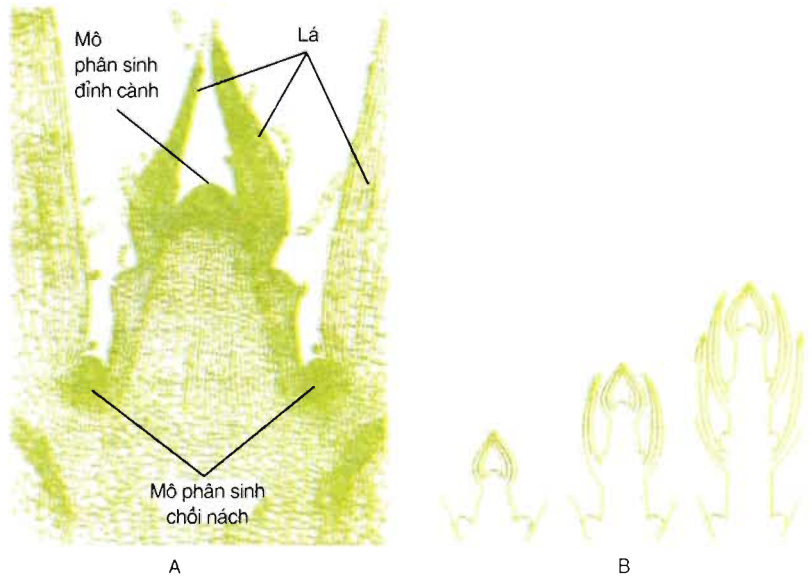 Mô
phân sinh
đỉnh cành
Lá
Mô phân sinh
chồi nách
A
B